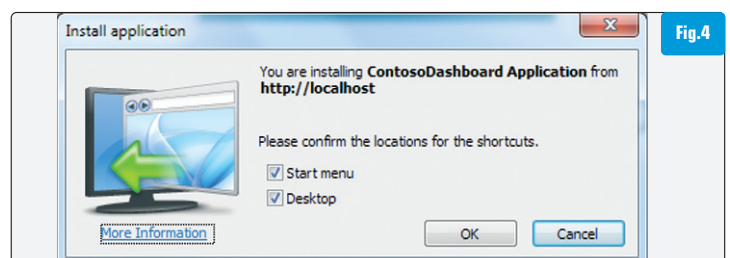 Install application
Fig.4
You are installing ContosoDashboard Application from
http://localhost
Please confirm the locations for the shortcuts.
Start menu
Desktop
More Information
OK
Cancel